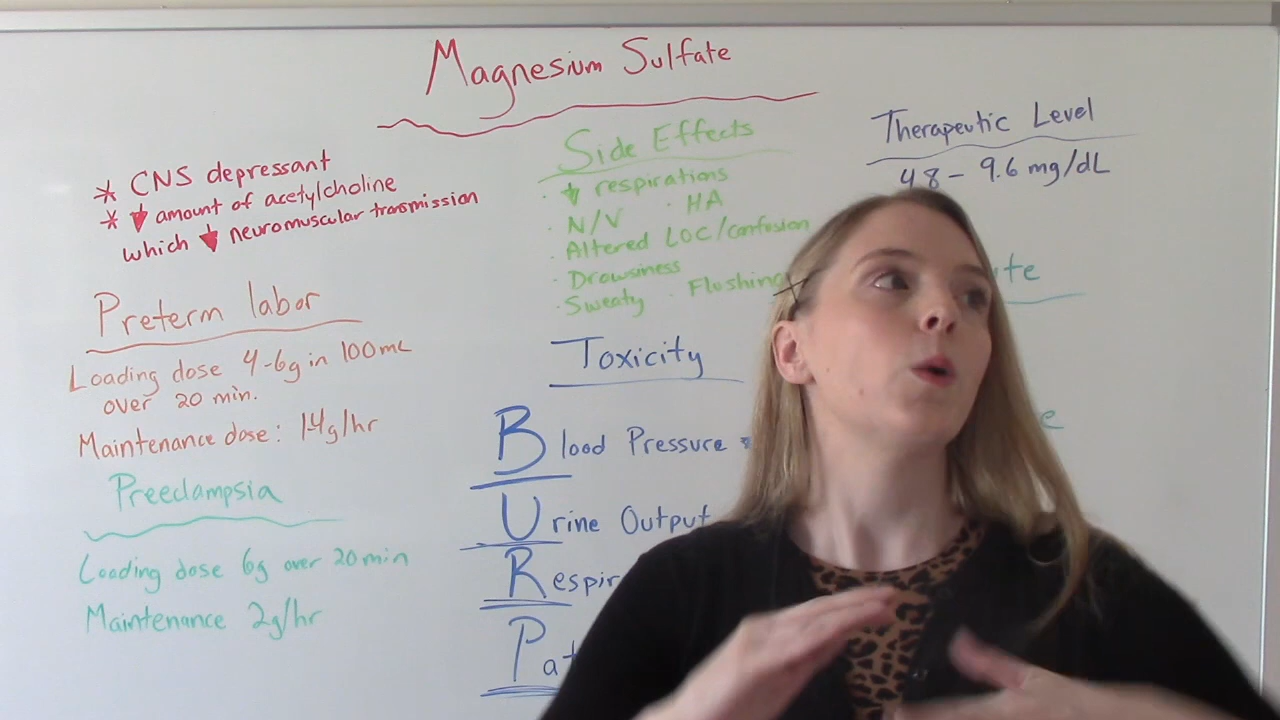 Magnesium Sulfate
* CNS depressant
* ↓ amount of acetylcholine
which ↓ neuromuscular transmission
Preterm labor
Loading dose 4-6g in 100mL
over 20 min.
Maintenance dose: 1-4g/hr
Preeclampsia
Loading dose 6g over 20min
Maintenance 2g/hr
Side Effects
· ↓ respirations
· N/V · HA
· Altered LOC/confusion
· Drowsiness
· Sweaty · Flushing
Toxicity
Blood Pressure
Urine Output
Respir
Pat
Therapeutic Level
4.8 - 9.6 mg/dL
te
e